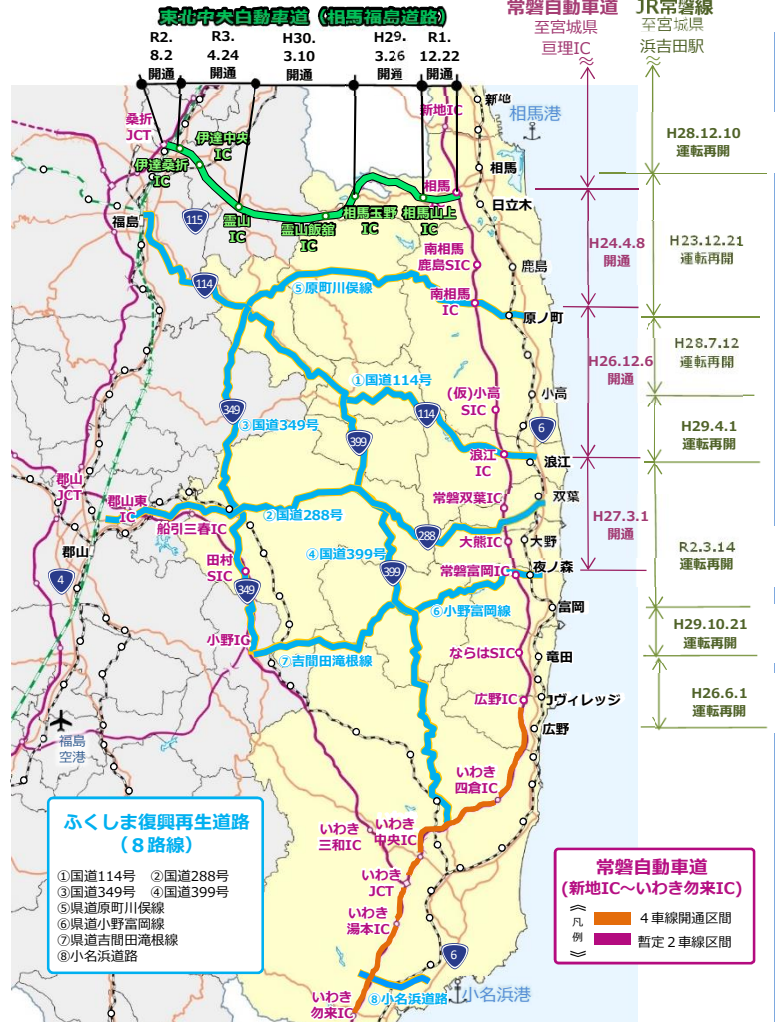 東北中央自動車道（相馬福島道路）
常磐自動車道
至宮城県
亘理IC
JR常磐線
至宮城県
浜吉田駅
R2.
8.2
開通
R3.
4.24
開通
H30.
3.10
開通
H29.
3.26
開通
R1.
12.22
開通
新地
新地IC
相馬港
桑折
JCT
伊達桑折
IC
伊達中央
IC
霊山
IC
霊山飯舘
IC
相馬玉野
IC
相馬山上
IC
相馬
相馬
日立木
福島
115
114
南相馬
鹿島SIC
鹿島
⑤原町川俣線
南相馬
IC
原ノ町
①国道114号
349
③国道349号
399
114
(仮)小高
SIC
小高
6
浪江
IC
浪江
郡山
JCT
郡山東
IC
船引三春IC
②国道288号
常磐双葉IC
双葉
④国道399号
288
大熊IC
大野
郡山
4
田村
SIC
349
399
常磐富岡IC
夜ノ森
⑥小野富岡線
富岡
小野IC
⑦吉間田滝根線
ならはSIC
竜田
広野IC
Jヴィレッジ
広野
福島
空港
いわき
四倉IC
いわき
三和IC
いわき
中央IC
いわき
JCT
いわき
湯本IC
6
⑧小名浜道路
小名浜港
いわき
勿来IC
H28.12.10
運転再開
H24.4.8
開通
H23.12.21
運転再開
H26.12.6
開通
H28.7.12
運転再開
H29.4.1
運転再開
H27.3.1
開通
R2.3.14
運転再開
H29.10.21
運転再開
H26.6.1
運転再開
ふくしま復興再生道路
（８路線）
①国道114号　②国道288号
③国道349号　④国道399号
⑤県道原町川俣線
⑥県道小野富岡線
⑦県道吉間田滝根線
⑧小名浜道路
常磐自動車道
(新地IC～いわき勿来IC)
《凡例》
４車線開通区間
暫定２車線区間